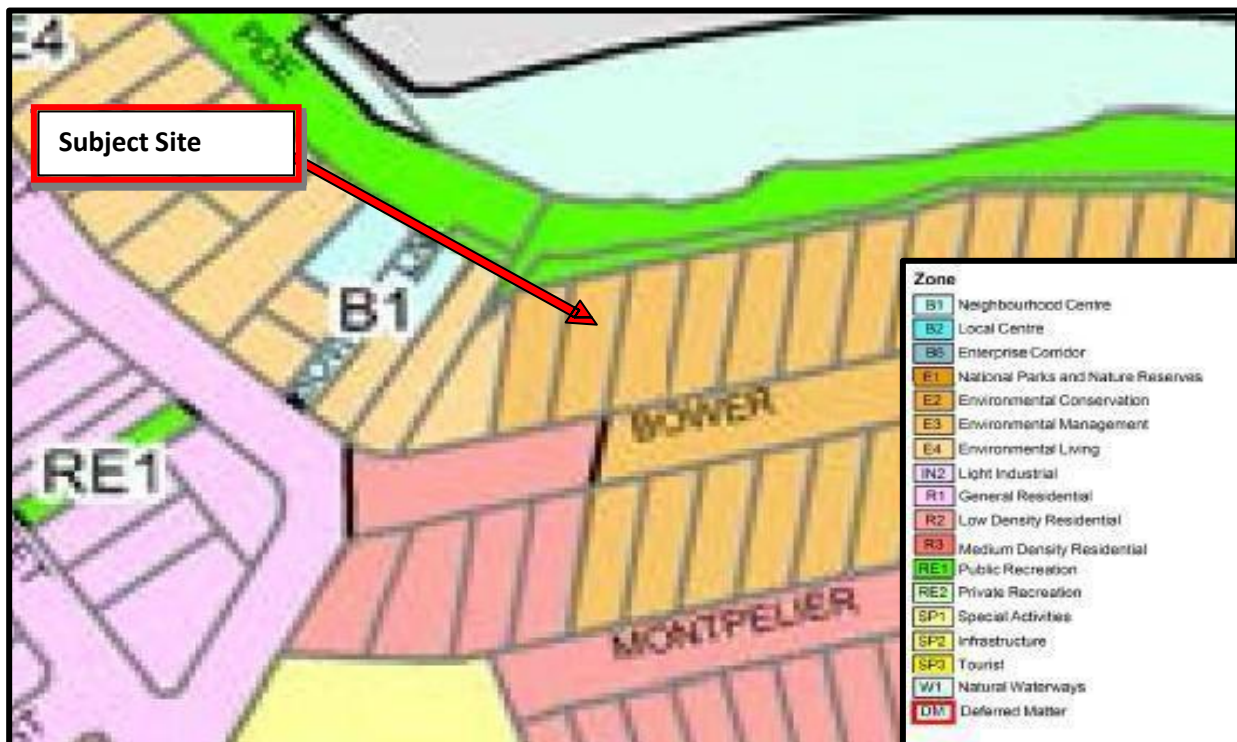 E4
PDE
Subject Site
B1
RE1
BOWER
MONTPELIER
Zone
B1 Neighbourhood Centre
B2 Local Centre
B6 Enterprise Corridor
E1 National Parks and Nature Reserves
E2 Environmental Conservation
E3 Environmental Management
E4 Environmental Living
IN2 Light Industrial
R1 General Residential
R2 Low Density Residential
R3 Medium Density Residential
RE1 Public Recreation
RE2 Private Recreation
SP1 Special Activities
SP2 Infrastructure
SP3 Tourist
W1 Natural Waterways
DM Deferred Matter